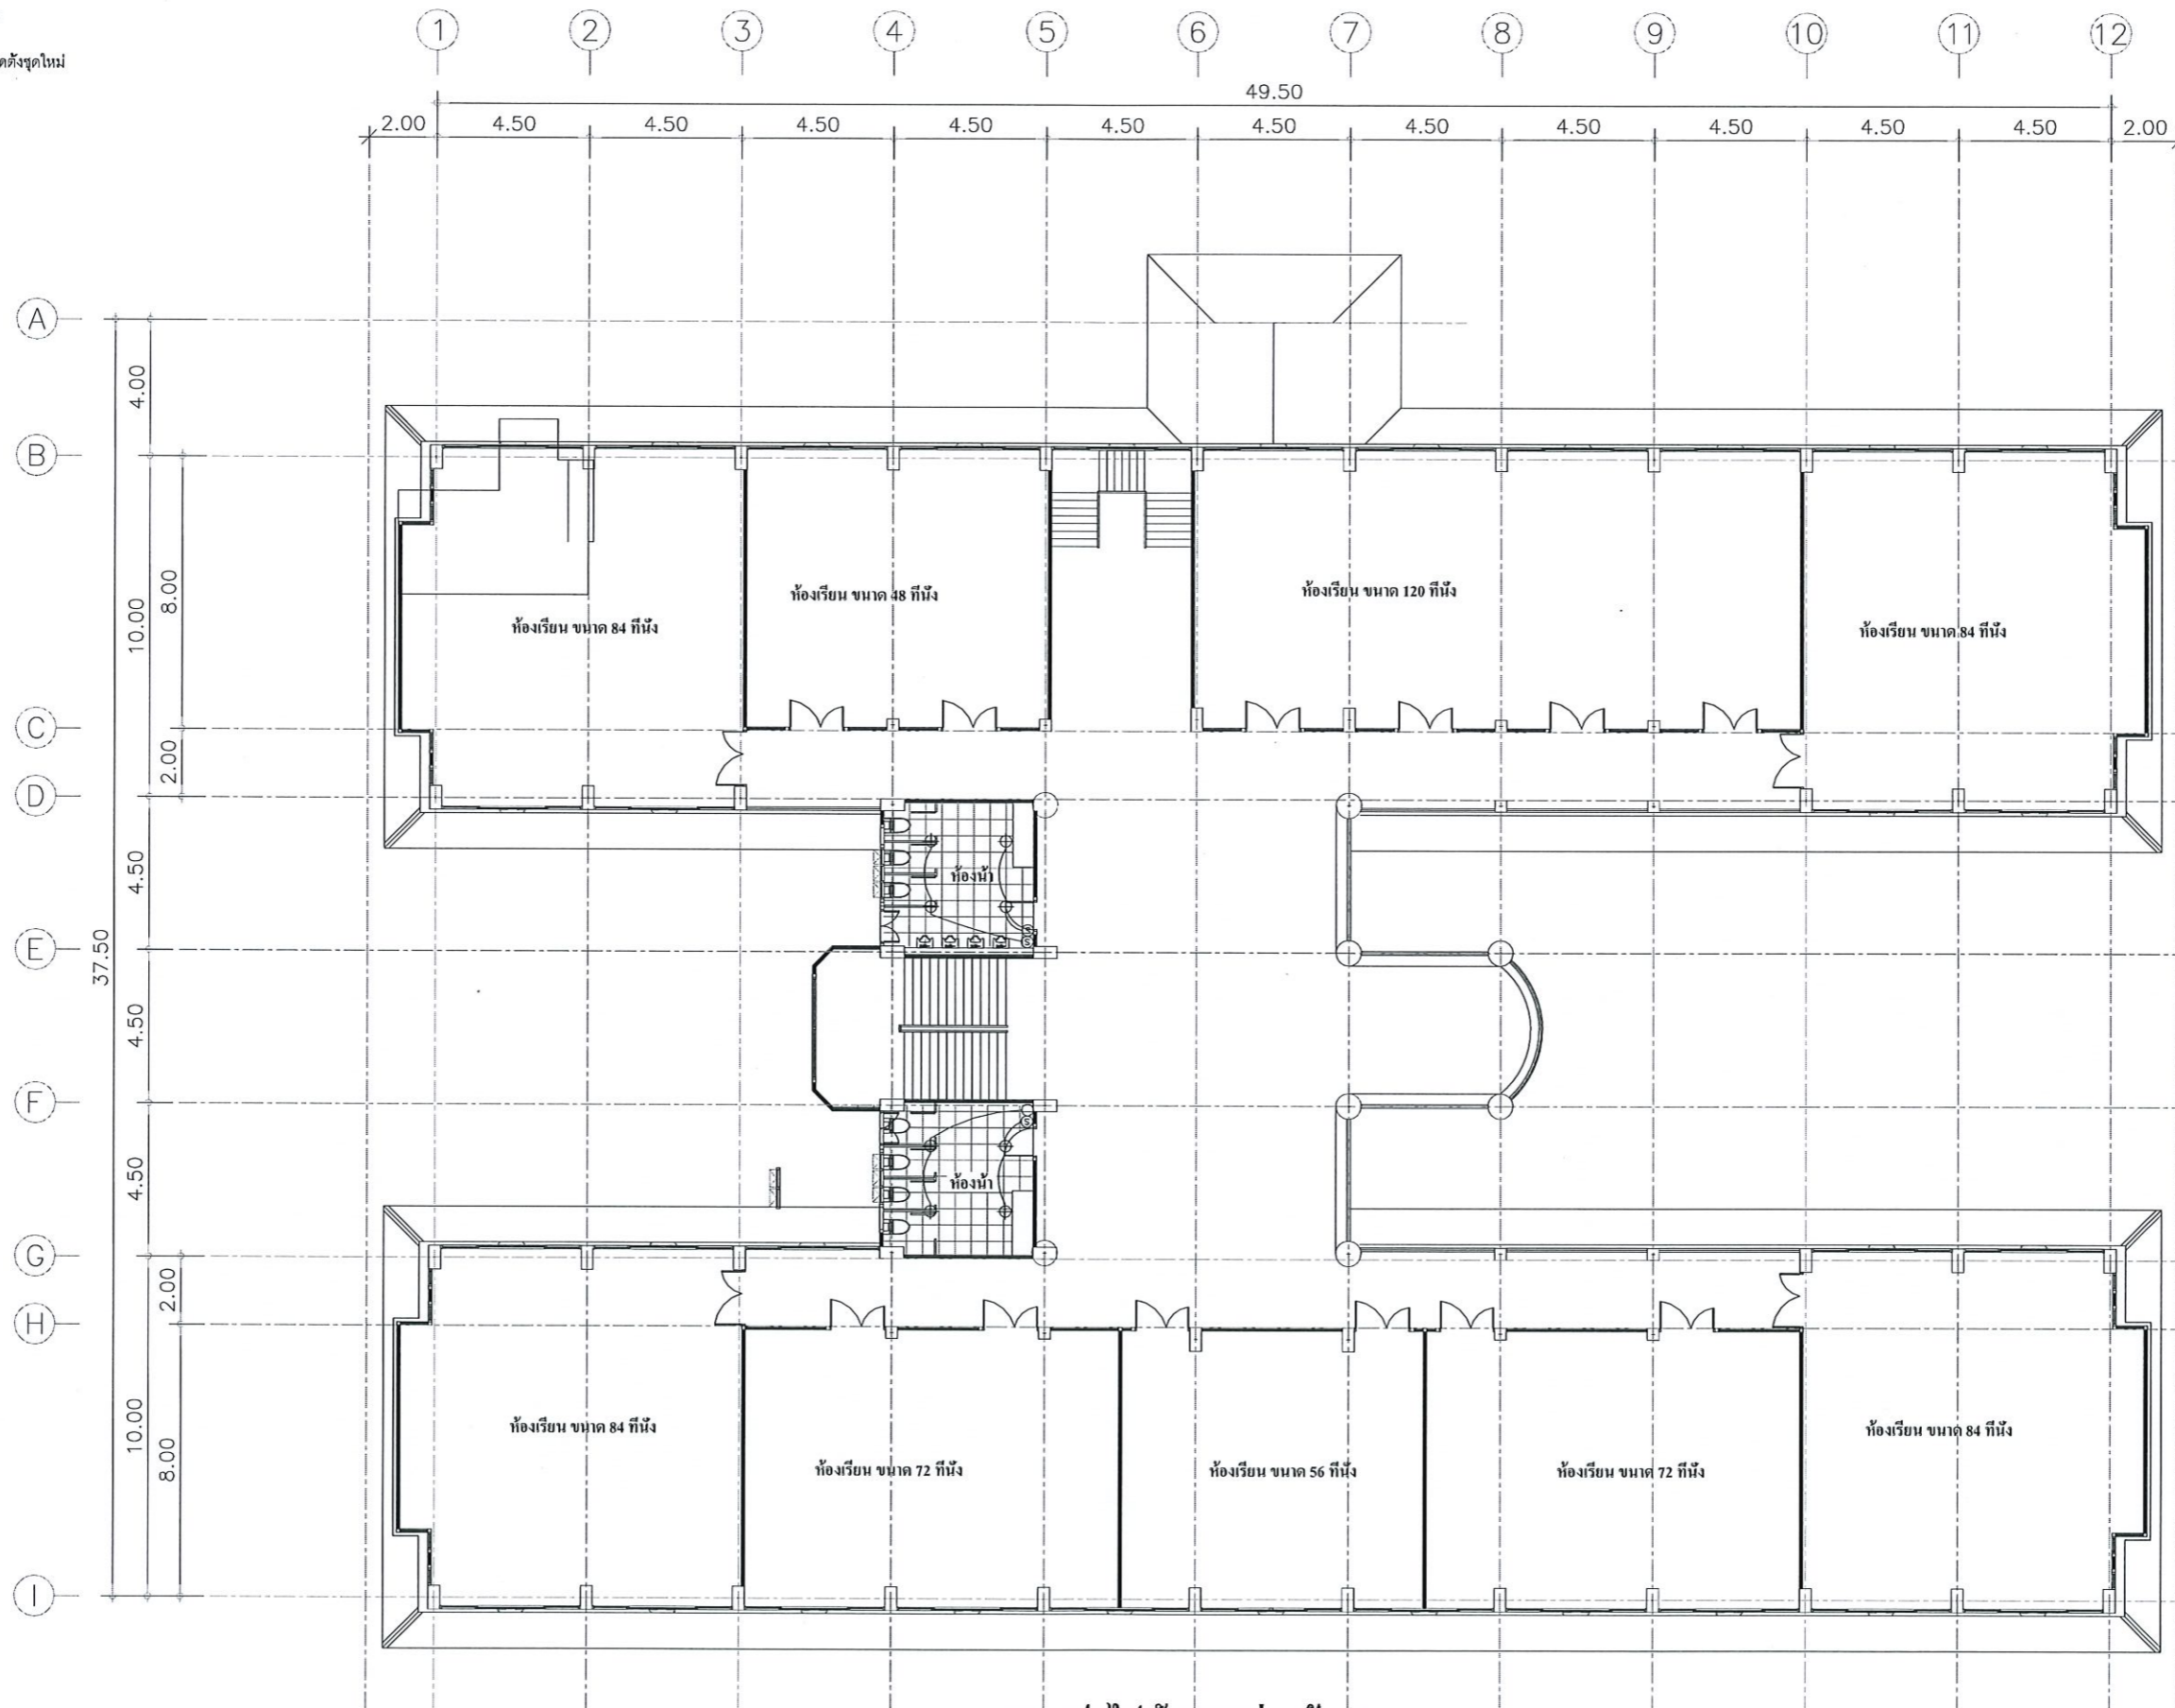 1 2 3 4 5 6 7 8 9 10 11 12
ดตั้งชุดใหม่
49.50
2.00 4.50 4.50 4.50 4.50 4.50 4.50 4.50 4.50 4.50 4.50 4.50 2.00
A
4.00
B
8.00
10.00
ห้องเรียน ขนาด 84 ที่นั่ง
ห้องเรียน ขนาด 48 ที่นั่ง
ห้องเรียน ขนาด 120 ที่นั่ง
ห้องเรียน ขนาด 84 ที่นั่ง
C
2.00
D
4.50
ห้องน้ำ
S
S
E
37.50
4.50
F
S
4.50
ห้องน้ำ
G
2.00
H
10.00
8.00
ห้องเรียน ขนาด 84 ที่นั่ง
ห้องเรียน ขนาด 72 ที่นั่ง
ห้องเรียน ขนาด 56 ที่นั่ง
ห้องเรียน ขนาด 72 ที่นั่ง
ห้องเรียน ขนาด 84 ที่นั่ง
I